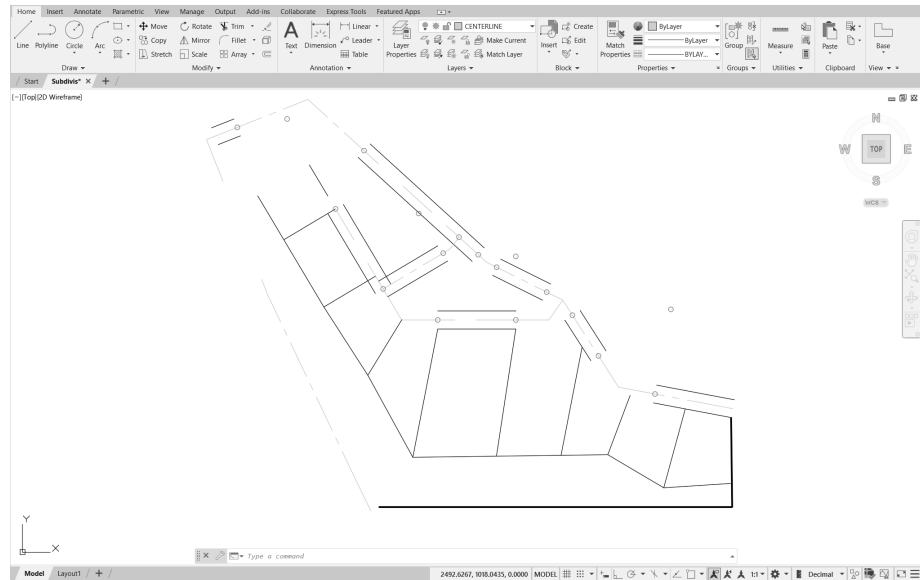 Home Insert Annotate Parametric View Manage Output Add-ins Collaborate Express Tools Featured Apps
Line Polyline Circle Arc
Move Rotate Trim
Copy Mirror Fillet
Stretch Scale Array
Text Dimension
Linear
Leader
Table
Layer Properties
CENTERLINE
Make Current
Match Layer
Insert
Create
Edit
Match Properties
ByLayer
ByLayer
BYLAY...
Group
Measure
Paste
Base
Draw Modify Annotation Layers Block Properties Groups Utilities Clipboard View
Start Subdivis* +
[−][Top][2D Wireframe]
N
W TOP E
S
WCS
Y
X
Type a command
Model Layout1 +
2492.6267, 1018.0435, 0.0000 MODEL 1:1 Decimal